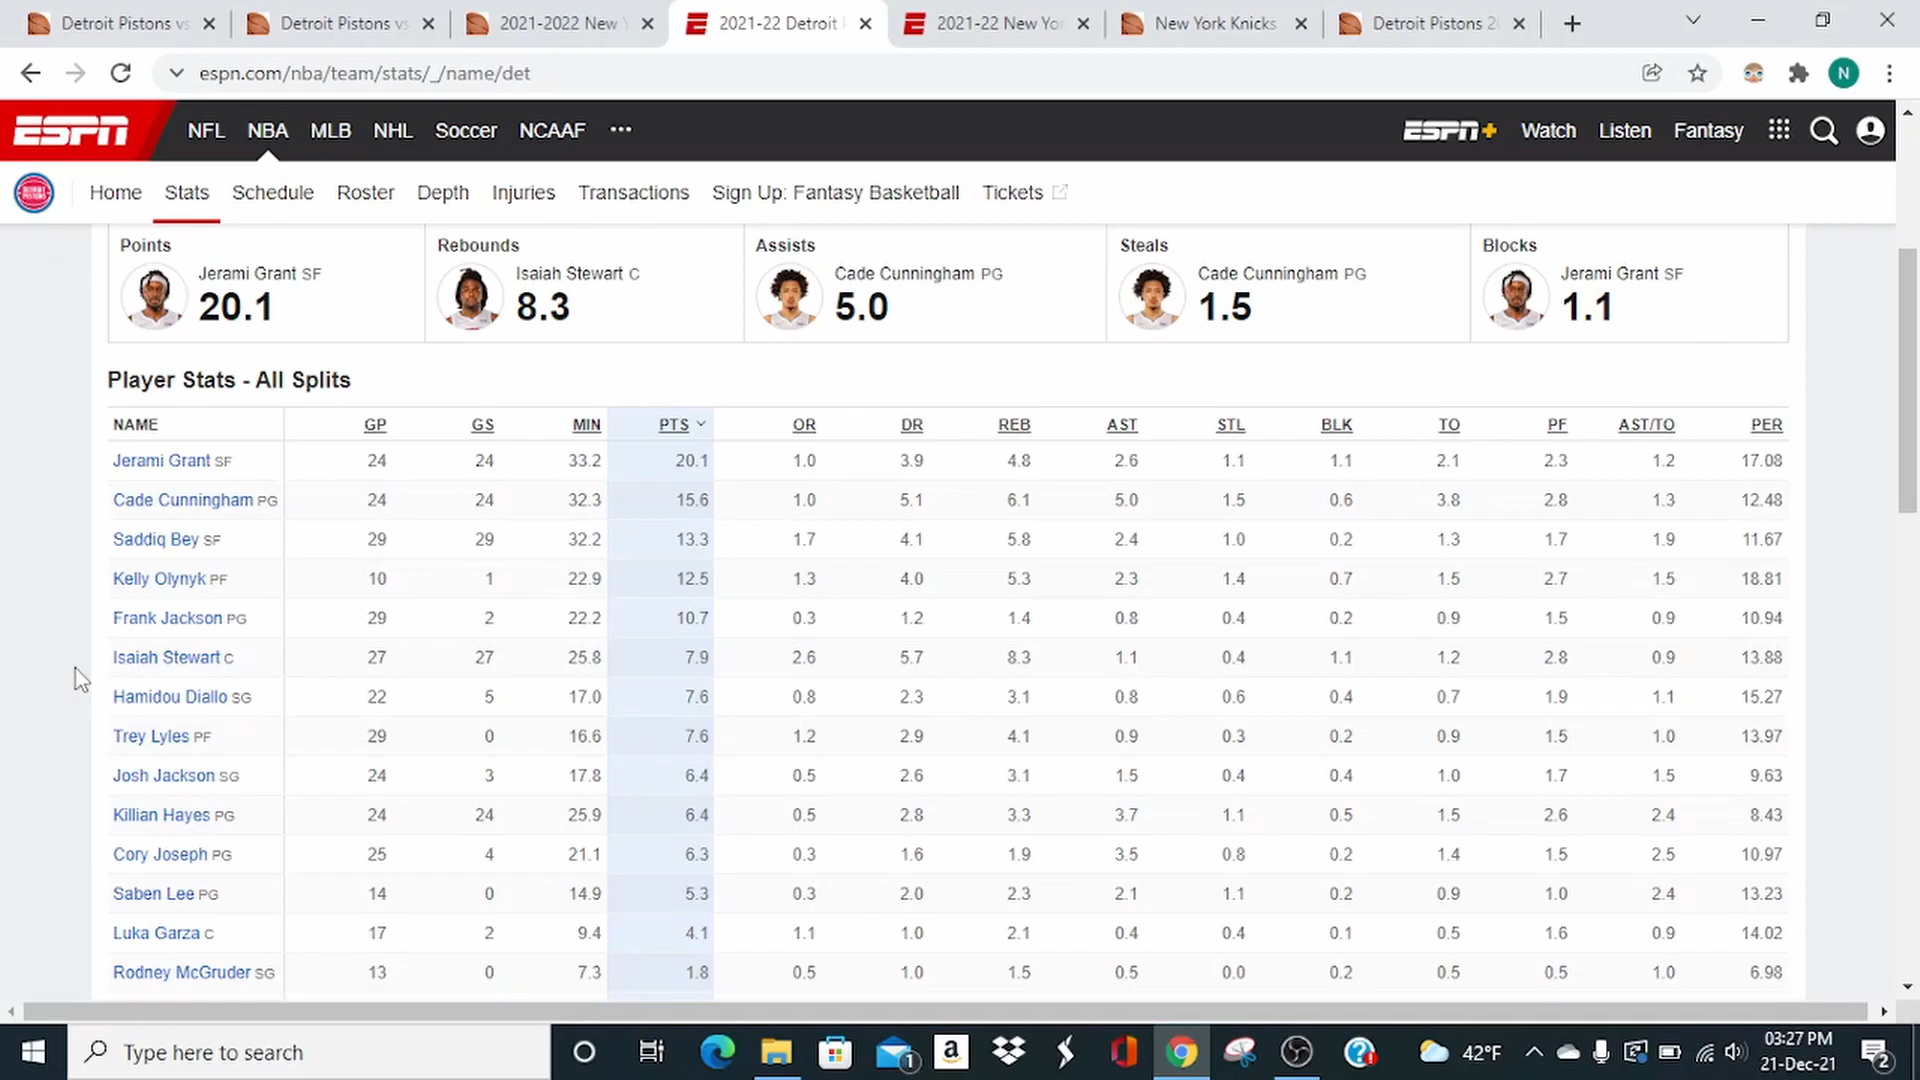 Detroit Pistons vs
Detroit Pistons vs
2021-2022 New Y
2021-22 Detroit
2021-22 New Yor
New York Knicks
Detroit Pistons 20
espn.com/nba/team/stats/_/name/det
N
ESPN NFL NBA MLB NHL Soccer NCAAF ••• ESPN+ Watch Listen Fantasy
Home Stats Schedule Roster Depth Injuries Transactions Sign Up: Fantasy Basketball Tickets
Points
Jerami Grant SF
20.1
Rebounds
Isaiah Stewart C
8.3
Assists
Cade Cunningham PG
5.0
Steals
Cade Cunningham PG
1.5
Blocks
Jerami Grant SF
1.1
Player Stats - All Splits
NAME GP GS MIN PTS OR DR REB AST STL BLK TO PF AST/TO PER
Jerami Grant SF 24 24 33.2 20.1 1.0 3.9 4.8 2.6 1.1 1.1 2.1 2.3 1.2 17.08
Cade Cunningham PG 24 24 32.3 15.6 1.0 5.1 6.1 5.0 1.5 0.6 3.8 2.8 1.3 12.48
Saddiq Bey SF 29 29 32.2 13.3 1.7 4.1 5.8 2.4 1.0 0.2 1.3 1.7 1.9 11.67
Kelly Olynyk PF 10 1 22.9 12.5 1.3 4.0 5.3 2.3 1.4 0.7 1.5 2.7 1.5 18.81
Frank Jackson PG 29 2 22.2 10.7 0.3 1.2 1.4 0.8 0.4 0.2 0.9 1.5 0.9 10.94
Isaiah Stewart C 27 27 25.8 7.9 2.6 5.7 8.3 1.1 0.4 1.1 1.2 2.8 0.9 13.88
Hamidou Diallo SG 22 5 17.0 7.6 0.8 2.3 3.1 0.8 0.6 0.4 0.7 1.9 1.1 15.27
Trey Lyles PF 29 0 16.6 7.6 1.2 2.9 4.1 0.9 0.3 0.2 0.9 1.5 1.0 13.97
Josh Jackson SG 24 3 17.8 6.4 0.5 2.6 3.1 1.5 0.4 0.4 1.0 1.7 1.5 9.63
Killian Hayes PG 24 24 25.9 6.4 0.5 2.8 3.3 3.7 1.1 0.5 1.5 2.6 2.4 8.43
Cory Joseph PG 25 4 21.1 6.3 0.3 1.6 1.9 3.5 0.8 0.2 1.4 1.5 2.5 10.97
Saben Lee PG 14 0 14.9 5.3 0.3 2.0 2.3 2.1 1.1 0.2 0.9 1.0 2.4 13.23
Luka Garza C 17 2 9.4 4.1 1.1 1.0 2.1 0.4 0.4 0.1 0.5 1.6 0.9 14.02
Rodney McGruder SG 13 0 7.3 1.8 0.5 1.0 1.5 0.5 0.0 0.2 0.5 0.5 1.0 6.98
Type here to search
1
a
42°F
03:27 PM
21-Dec-21
2